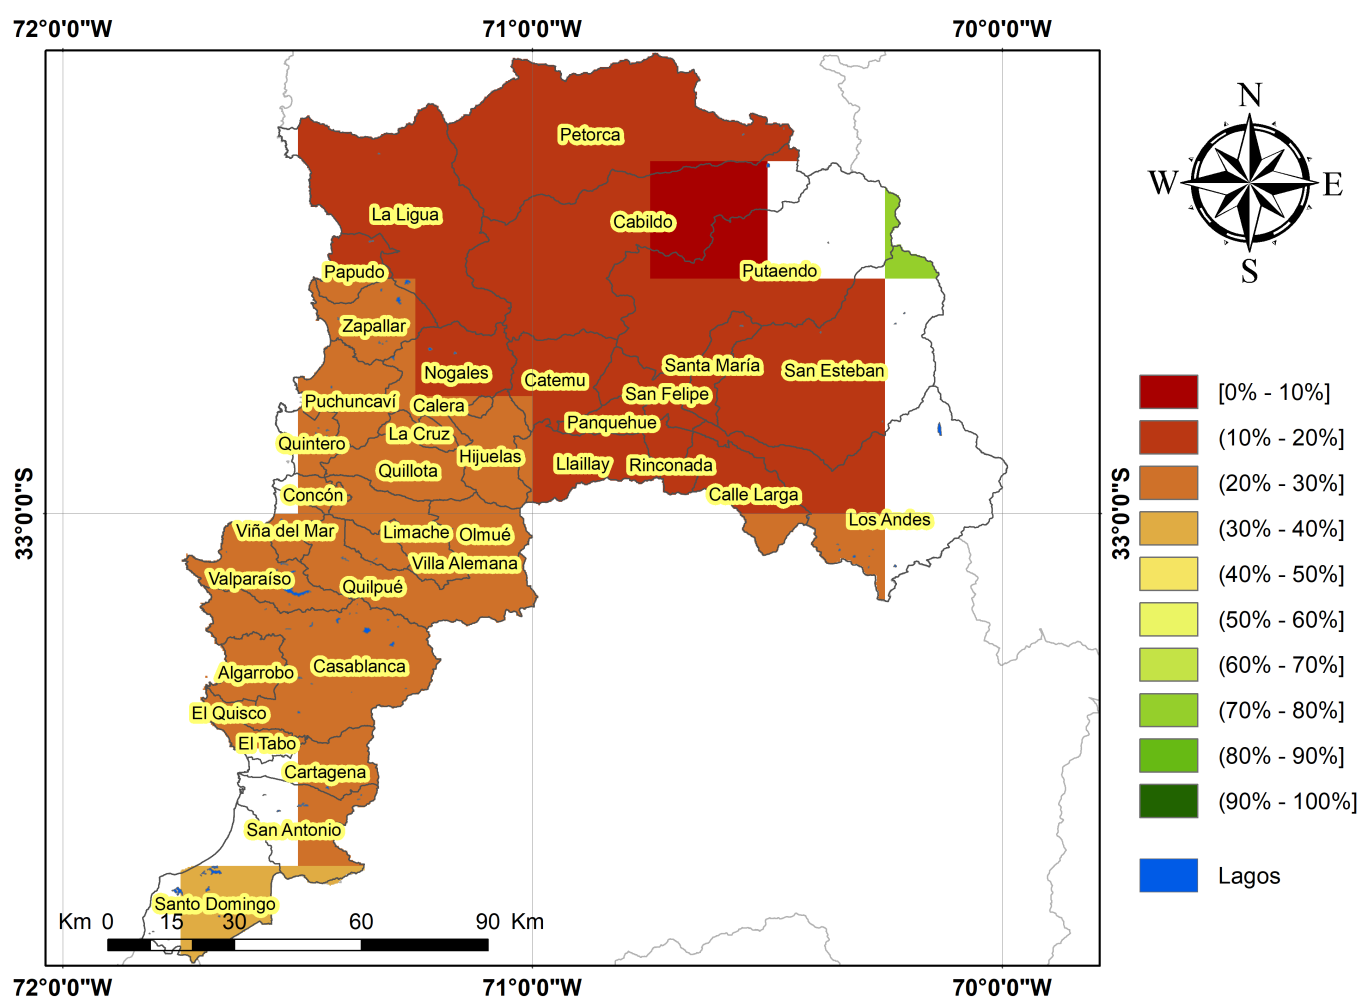 72°0'0"W 71°0'0"W 70°0'0"W
N
W E
S
Petorca
La Ligua
Cabildo
Papudo
Putaendo
Zapallar
Nogales
Catemu
Santa María
San Esteban
San Felipe
Puchuncaví
Calera
Panquehue
La Cruz
Quintero
Hijuelas
Quillota
Llaillay
Rinconada
Concón
Calle Larga
Los Andes
Viña del Mar
Limache
Olmué
Villa Alemana
Valparaíso
Quilpué
Casablanca
Algarrobo
El Quisco
El Tabo
Cartagena
San Antonio
Santo Domingo
33°0'0"S
33°0'0"S
[0% - 10%]
(10% - 20%]
(20% - 30%]
(30% - 40%]
(40% - 50%]
(50% - 60%]
(60% - 70%]
(70% - 80%]
(80% - 90%]
(90% - 100%]
Lagos
Km 0 15 30 60 90 Km
72°0'0"W 71°0'0"W 70°0'0"W